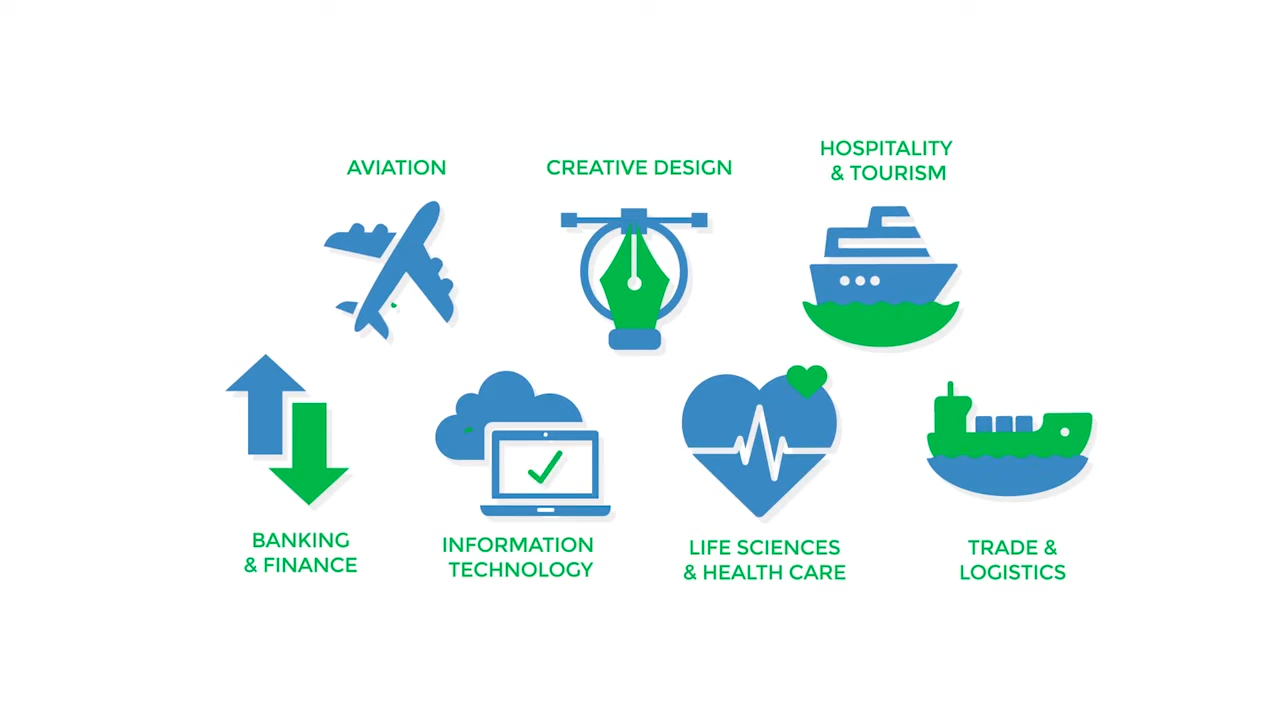 AVIATION
CREATIVE DESIGN
HOSPITALITY
& TOURISM
BANKING
& FINANCE
INFORMATION
TECHNOLOGY
LIFE SCIENCES
& HEALTH CARE
TRADE &
LOGISTICS